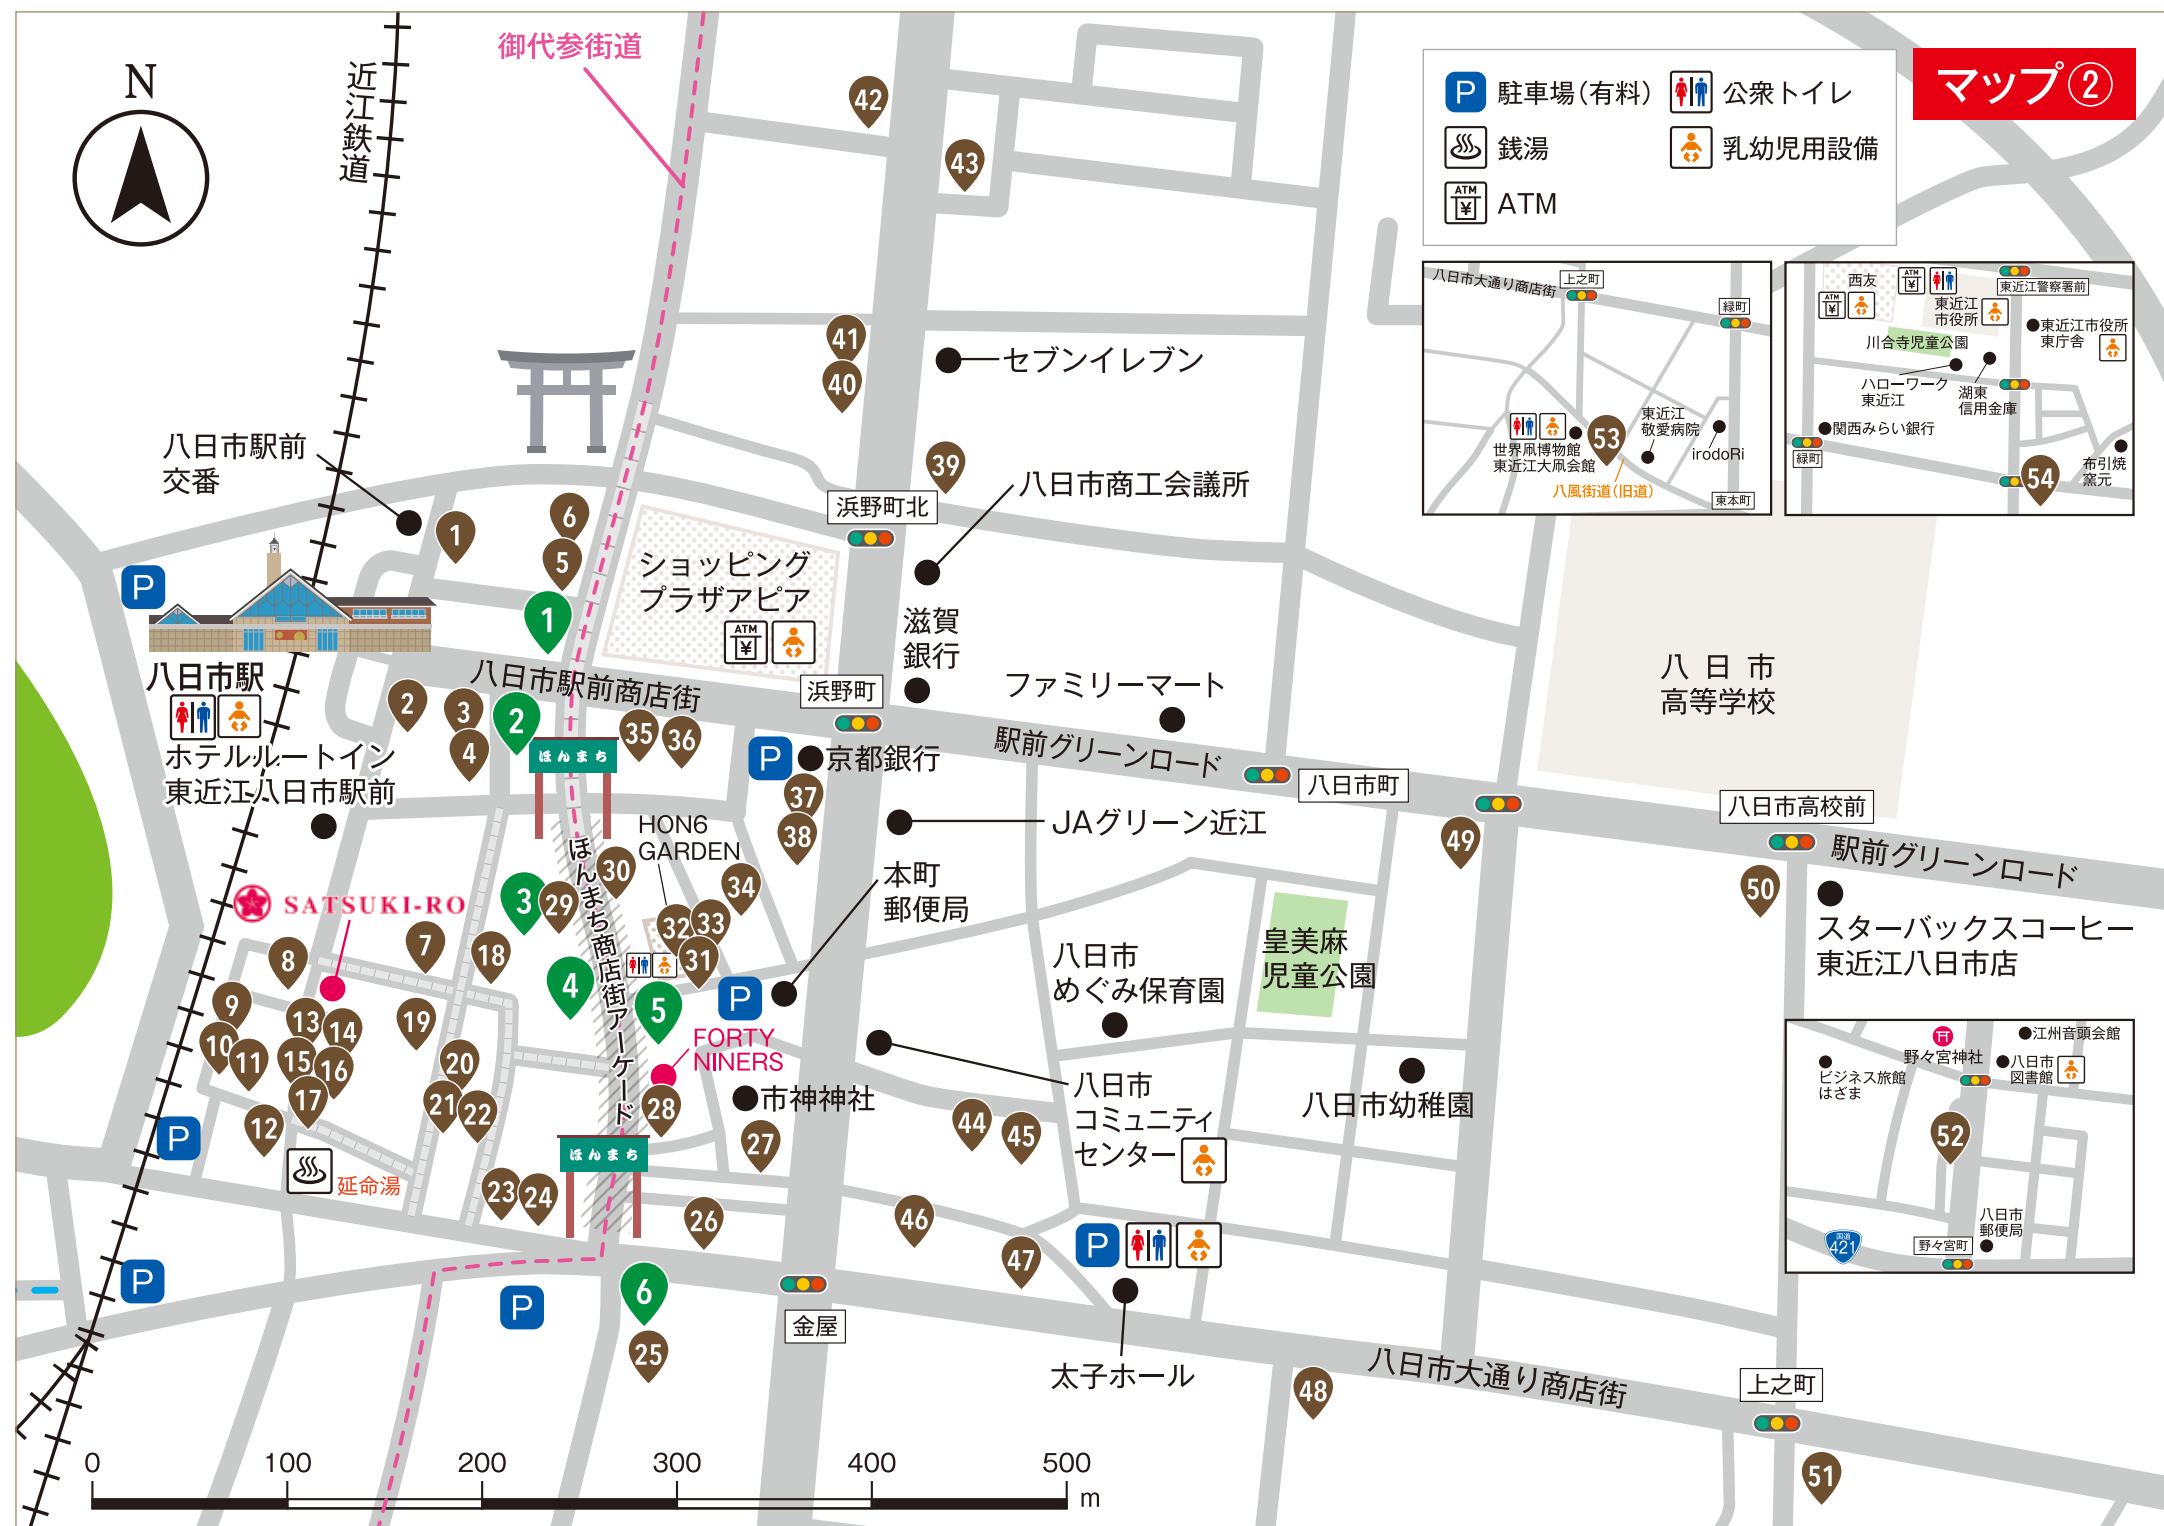 マップ②
N
近江鉄道
御代参街道
P 駐車場(有料)
公衆トイレ
銭湯
乳幼児用設備
ATM
¥
ATM
42
43
41
40
セブンイレブン
39
八日市商工会議所
浜野町北
八日市駅前
交番
1
6
5
1
ショッピング
プラザアピア
ATM
¥
滋賀
銀行
P
八日市駅
八日市駅前商店街
浜野町
ファミリーマート
八日市
高等学校
2
3
4
2
35
36
ほんまち
P
京都銀行
駅前グリーンロード
八日市町
八日市高校前
駅前グリーンロード
ホテルルートイン
東近江八日市駅前
37
38
JAグリーン近江
49
50
スターバックスコーヒー
東近江八日市店
HON6
GARDEN
ほんまち商店街アーケード
30
34
3
29
32
33
31
本町
郵便局
SATSUKI-RO
7
18
8
4
5
P
八日市
めぐみ保育園
皇美麻
児童公園
9
13
14
19
10
11
15
16
20
17
21
22
12
FORTY
NINERS
28
市神神社
27
44
45
八日市
コミュニティ
センター
八日市幼稚園
P
延命湯
23
24
ほんまち
26
46
47
P
太子ホール
P
P
6
25
金屋
48
八日市大通り商店街
上之町
51
0
100
200
300
400
500
m
八日市大通り商店街
上之町
緑町
世界凧博物館
東近江大凧会館
53
東近江
敬愛病院
irodoRi
八風街道(旧道)
東本町
西友
ATM
¥
ATM
¥
東近江
市役所
東近江警察署前
東近江市役所
東庁舎
川合寺児童公園
ハローワーク
東近江
湖東
信用金庫
関西みらい銀行
緑町
54
布引焼
窯元
野々宮神社
江州音頭会館
ビジネス旅館
はざま
八日市
図書館
52
八日市
郵便局
国道
421
野々宮町